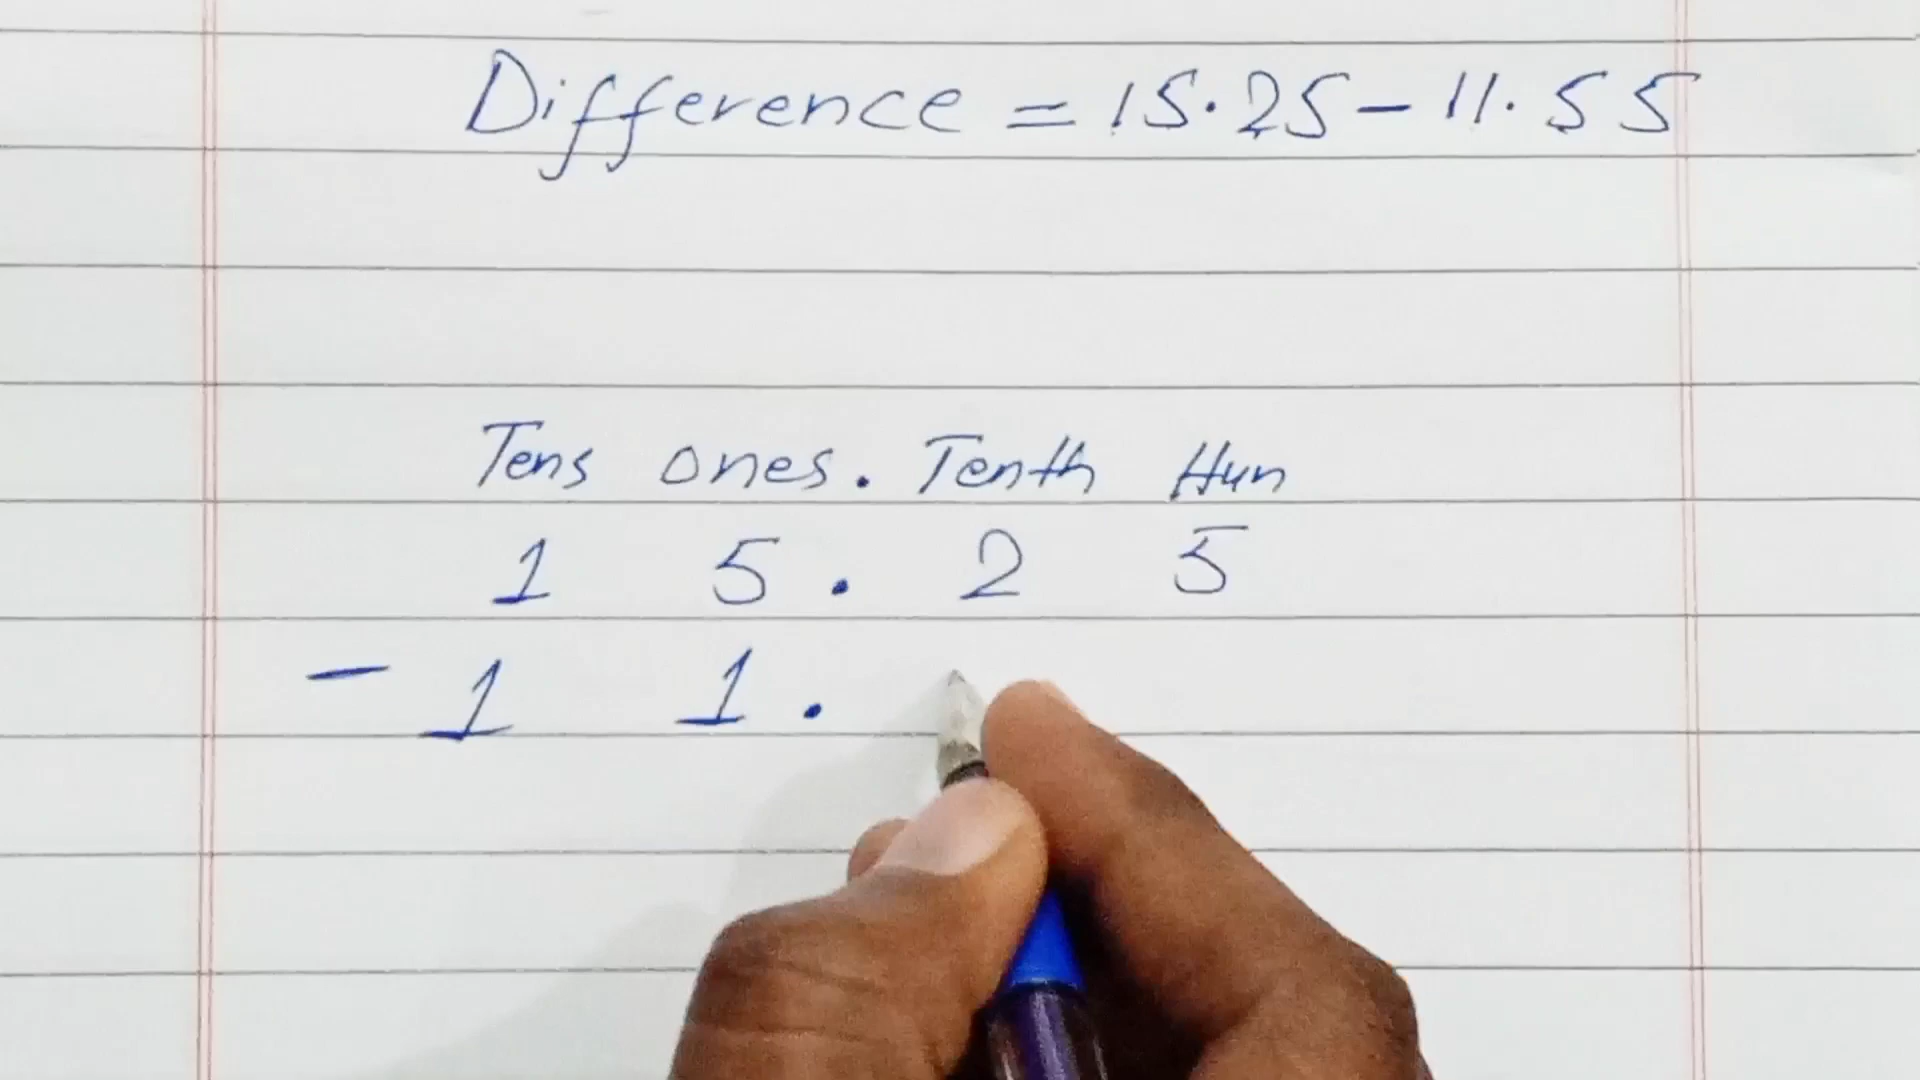 Difference = 15.25 - 11.55
Tens ones. Tenth Hun
1 5 . 2 5
- 1 1 .